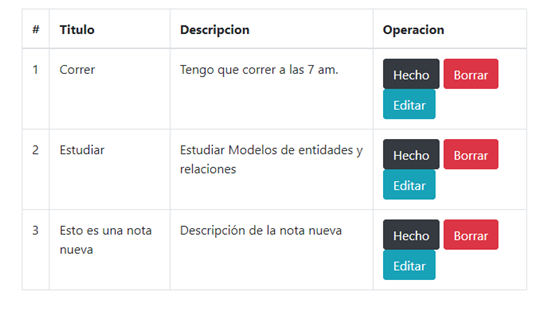 # Titulo Descripcion Operacion
1 Correr Tengo que correr a las 7 am. Hecho Borrar
Editar
2 Estudiar Estudiar Modelos de entidades y Hecho Borrar
relaciones
Editar
3 Esto es una nota Descripción de la nota nueva Hecho Borrar
nueva
Editar